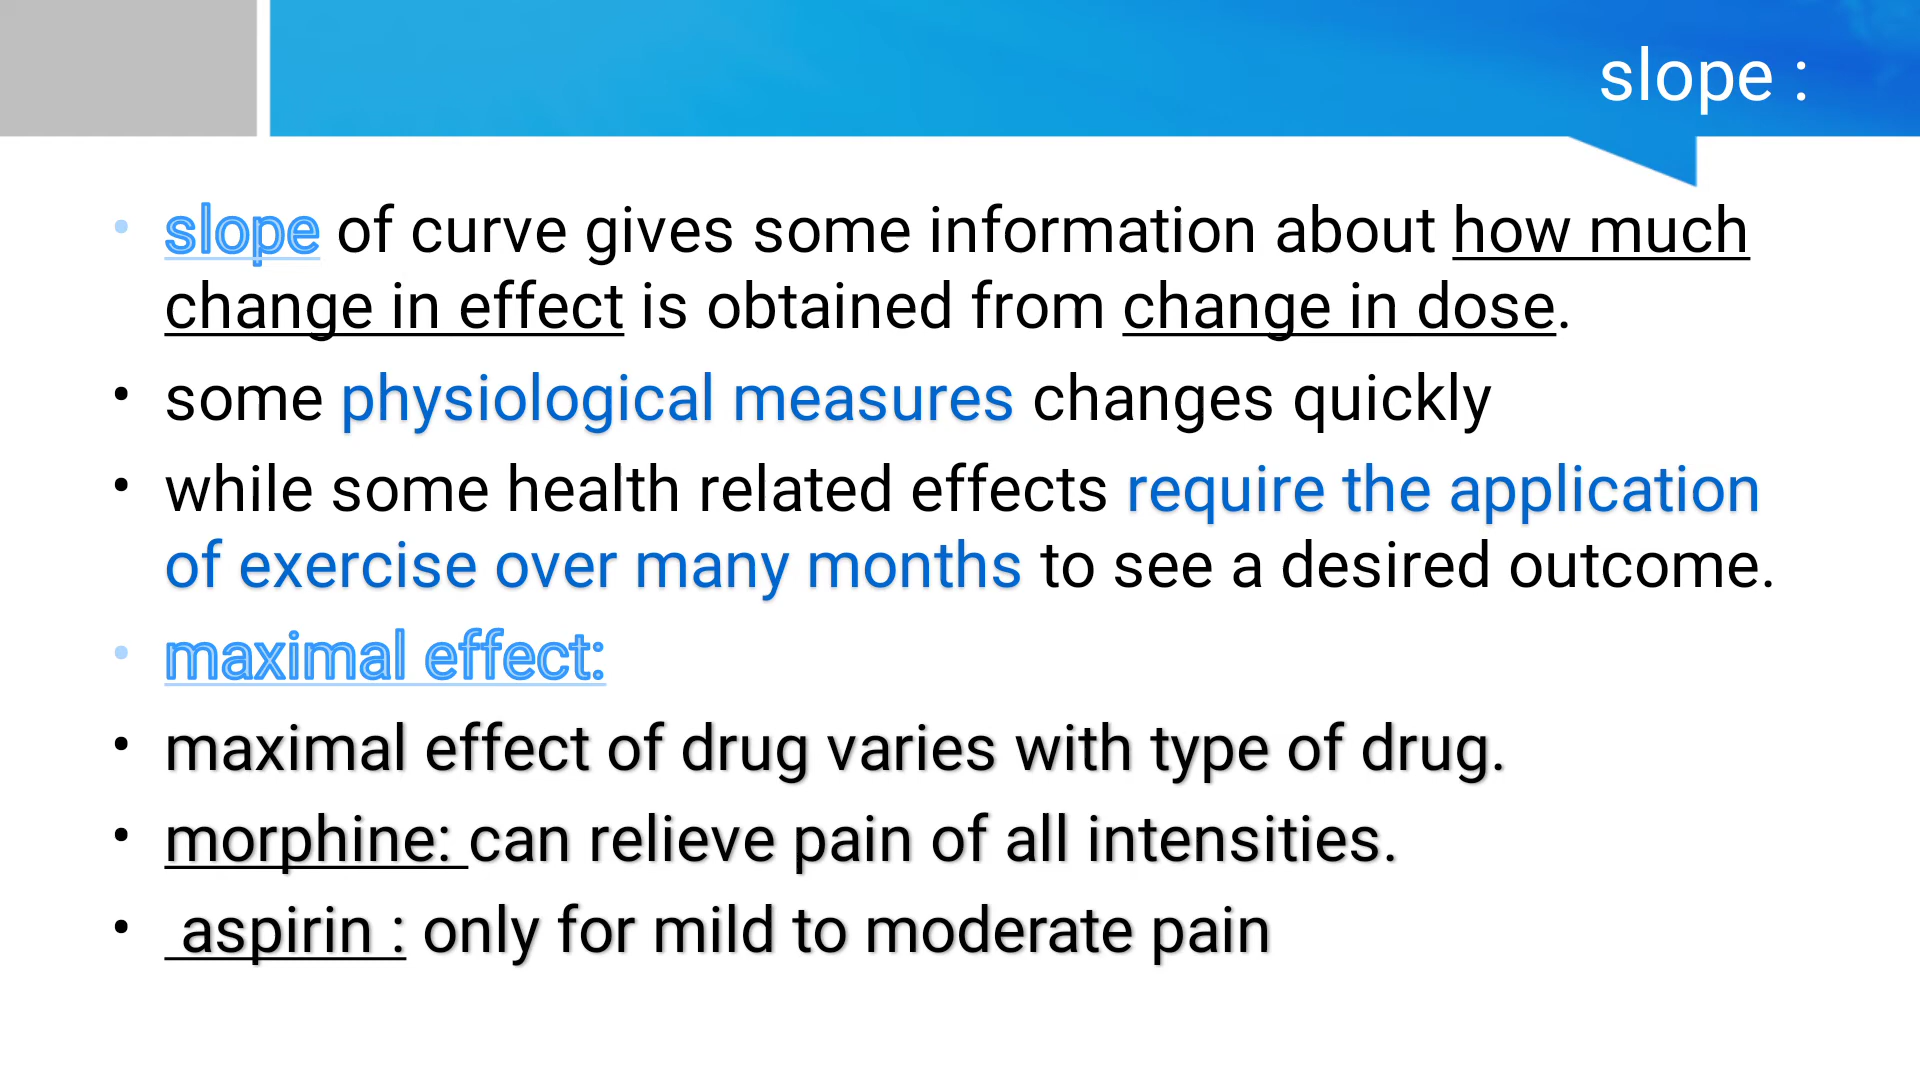 slope :
• slope of curve gives some information about how much
change in effect is obtained from change in dose.
• some physiological measures changes quickly
• while some health related effects require the application
of exercise over many months to see a desired outcome.
• maximal effect:
• maximal effect of drug varies with type of drug.
• morphine: can relieve pain of all intensities.
• aspirin : only for mild to moderate pain